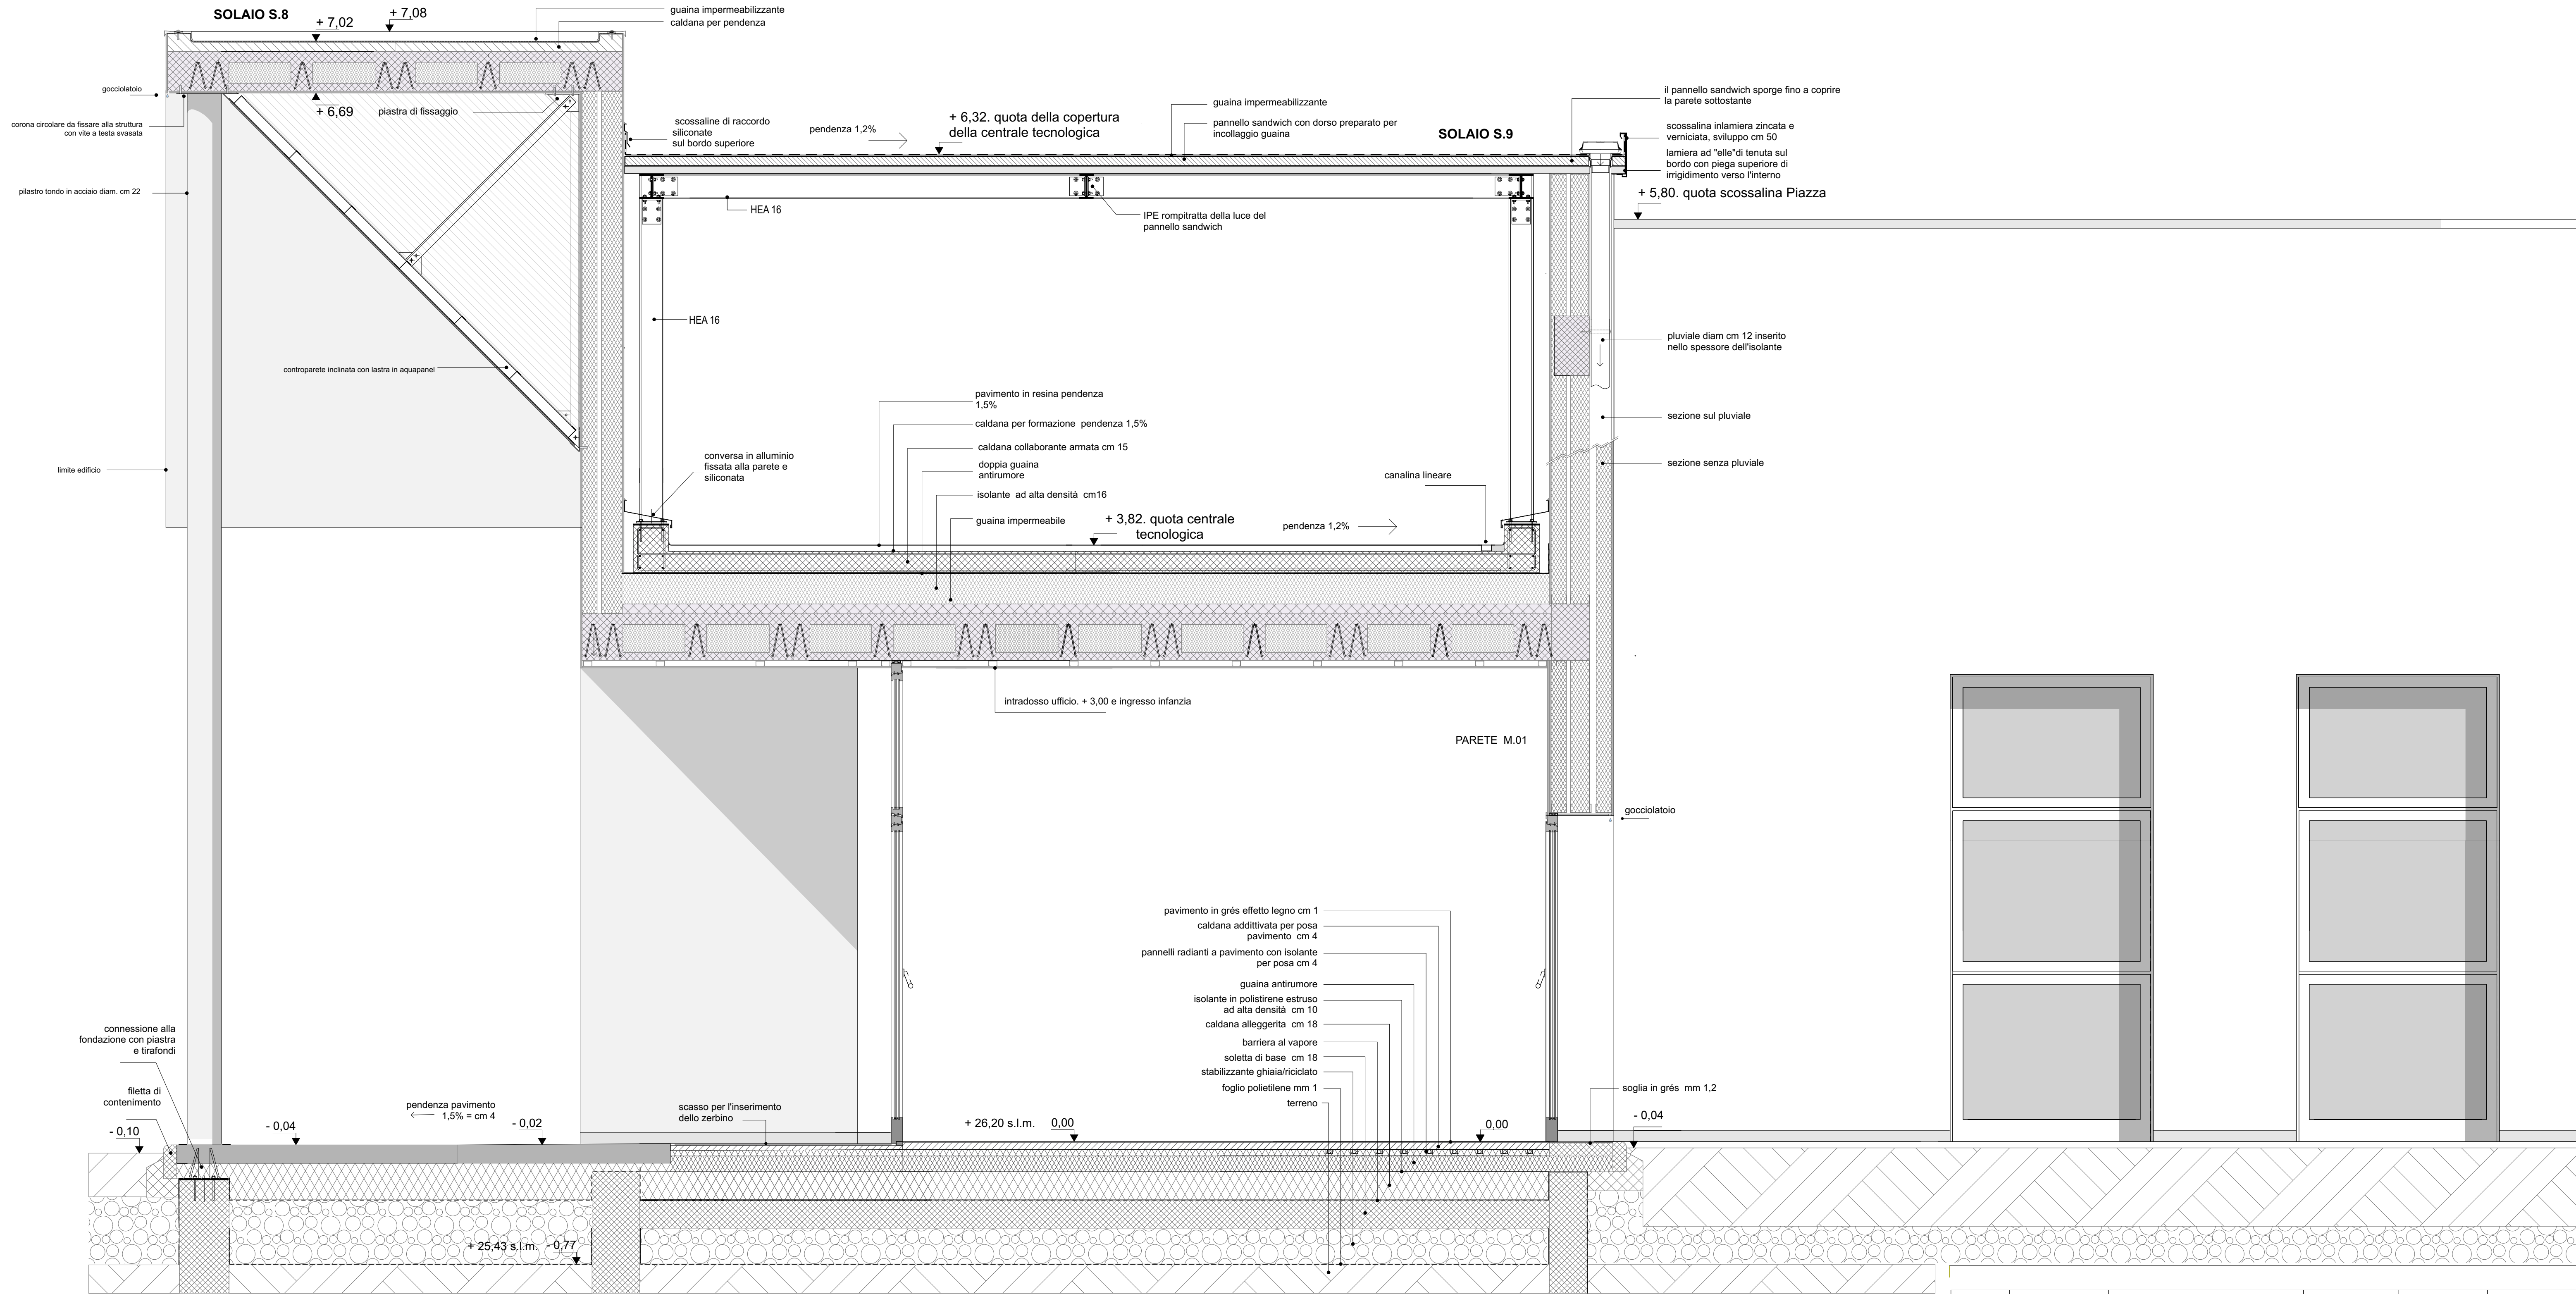 SOLAIO S.8
+ 7,02
+ 7,08
guaina impermeabilizzante
caldana per pendenza
gocciolatoio
corona circolare da fissare alla struttura
con vite a testa svasata
+ 6,69
piastra di fissaggio
pilastro tondo in acciaio diam. cm 22
controparete inclinata con lastra in aquapanel
limite edificio
scossaline di raccordo
siliconate
sul bordo superiore
pendenza 1,2%
+ 6,32. quota della copertura
della centrale tecnologica
guaina impermeabilizzante
pannello sandwich con dorso preparato per
incollaggio guaina
SOLAIO S.9
il pannello sandwich sporge fino a coprire
la parete sottostante
scossalina inlamiera zincata e
verniciata, sviluppo cm 50
lamiera ad "elle"di tenuta sul
bordo con piega superiore di
irrigidimento verso l'interno
+ 5,80. quota scossalina Piazza
HEA 16
IPE rompitratta della luce del
pannello sandwich
HEA 16
pluviale diam cm 12 inserito
nello spessore dell'isolante
sezione sul pluviale
sezione senza pluviale
pavimento in resina pendenza
1,5%
caldana per formazione  pendenza 1,5%
caldana collaborante armata cm 15
doppia guaina
antirumore
isolante  ad alta densità  cm16
guaina impermeabile
conversa in alluminio
fissata alla parete e
siliconata
canalina lineare
+ 3,82. quota centrale
tecnologica
pendenza 1,2%
intradosso ufficio. + 3,00 e ingresso infanzia
PARETE  M.01
gocciolatoio
pavimento in grés effetto legno cm 1
caldana addittivata per posa
pavimento  cm 4
pannelli radianti a pavimento con isolante
per posa cm 4
guaina antirumore
isolante in polistirene estruso
ad alta densità  cm 10
caldana alleggerita  cm 18
barriera al vapore
soletta di base  cm 18
stabilizzante ghiaia/riciclato
foglio polietilene mm 1
terreno
soglia in grés  mm 1,2
- 0,04
connessione alla
fondazione con piastra
e tirafondi
filetta di
contenimento
- 0,10
- 0,04
pendenza pavimento
1,5% = cm 4
- 0,02
scasso per l'inserimento
dello zerbino
+ 26,20 s.l.m.
0,00
0,00
+ 25,43 s.l.m.
- 0,77